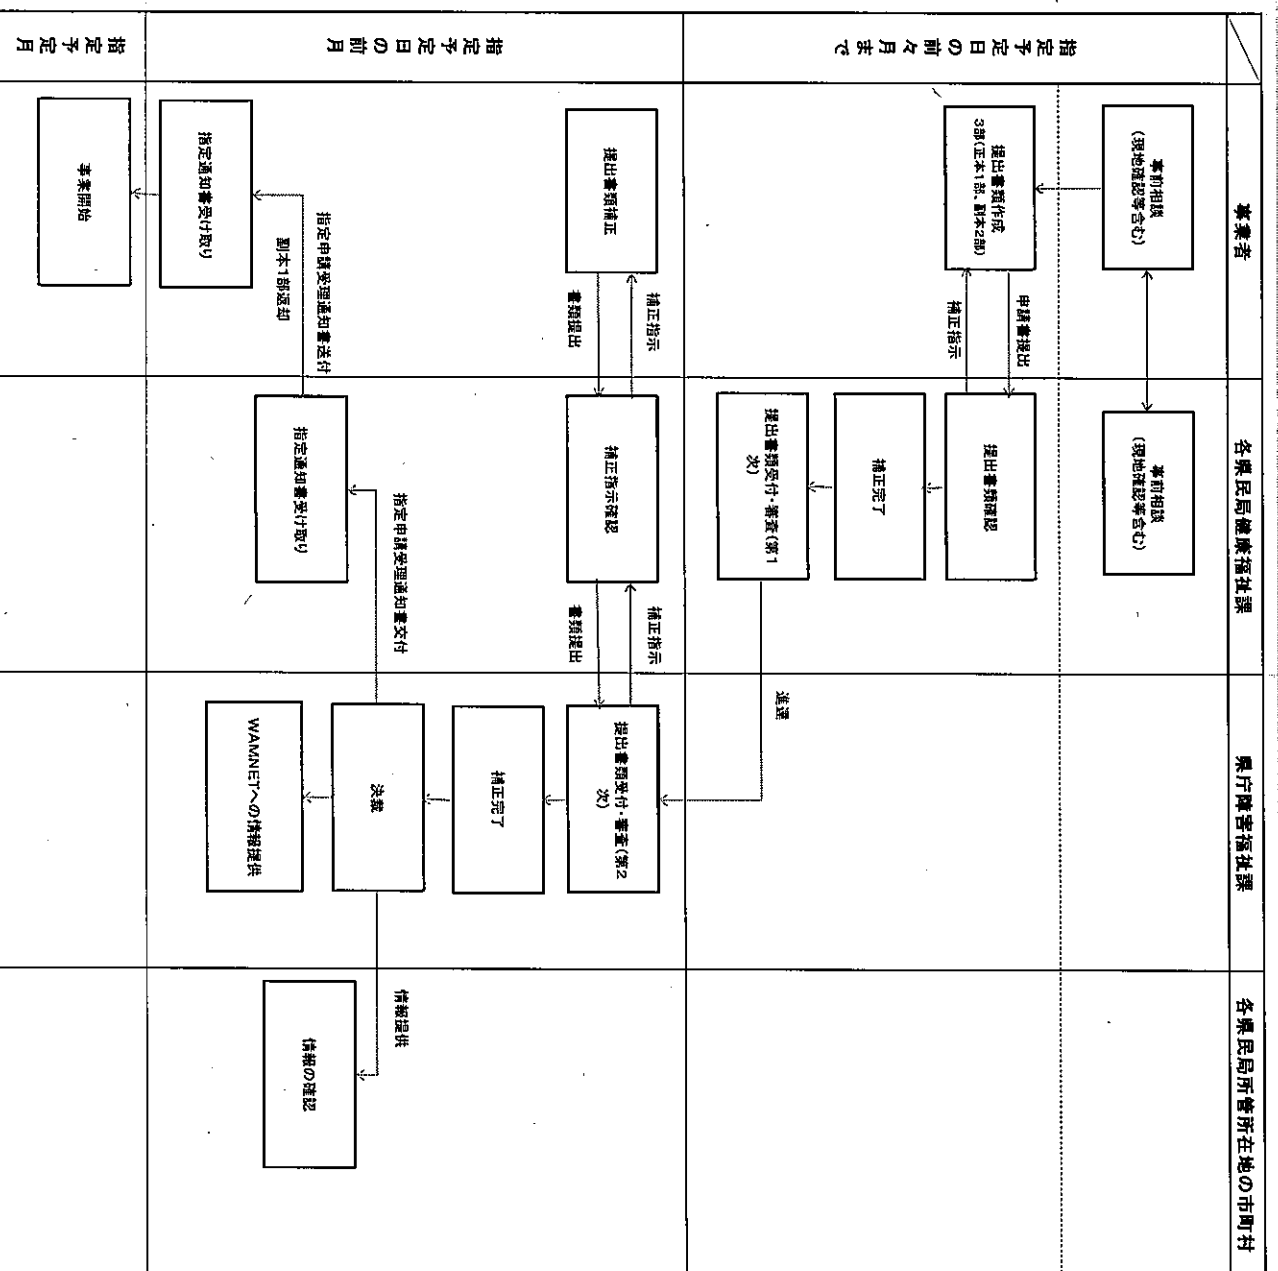 事業者
各県民局健康福祉課
県庁障害福祉課
各県民局所管所在地の市町村
指定予定日の前々月まで
事前相談
(現地確認等含む)
事前相談
(現地確認等含む)
提出書類作成
3部(正本1部、副本2部)
申請書提出
補正指示
提出書類確認
補正完了
提出書類受付・審査(第1
次)
進達
指定予定日の前月
提出書類補正
補正指示
書類提出
補正指示確認
補正指示
書類提出
提出書類受付・審査(第2
次)
補正完了
決裁
指定申請受理通知書交付
情報提供
指定通知書受け取り
指定申請受理通知書送付
副本1部返却
WAMNETへの情報提供
情報の確認
指定通知書受け取り
指定予定月
事業開始